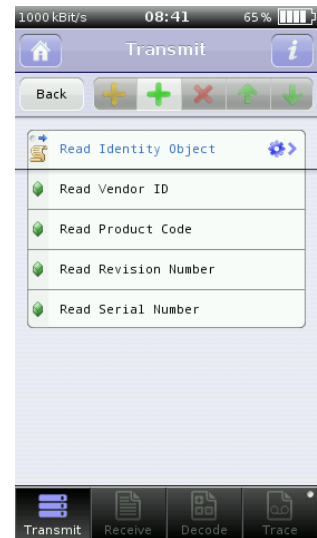 1000 kBit/s 08:41 65%
Transmit
Back
Read Identity Object
Read Vendor ID
Read Product Code
Read Revision Number
Read Serial Number
Transmit Receive Decode Trace